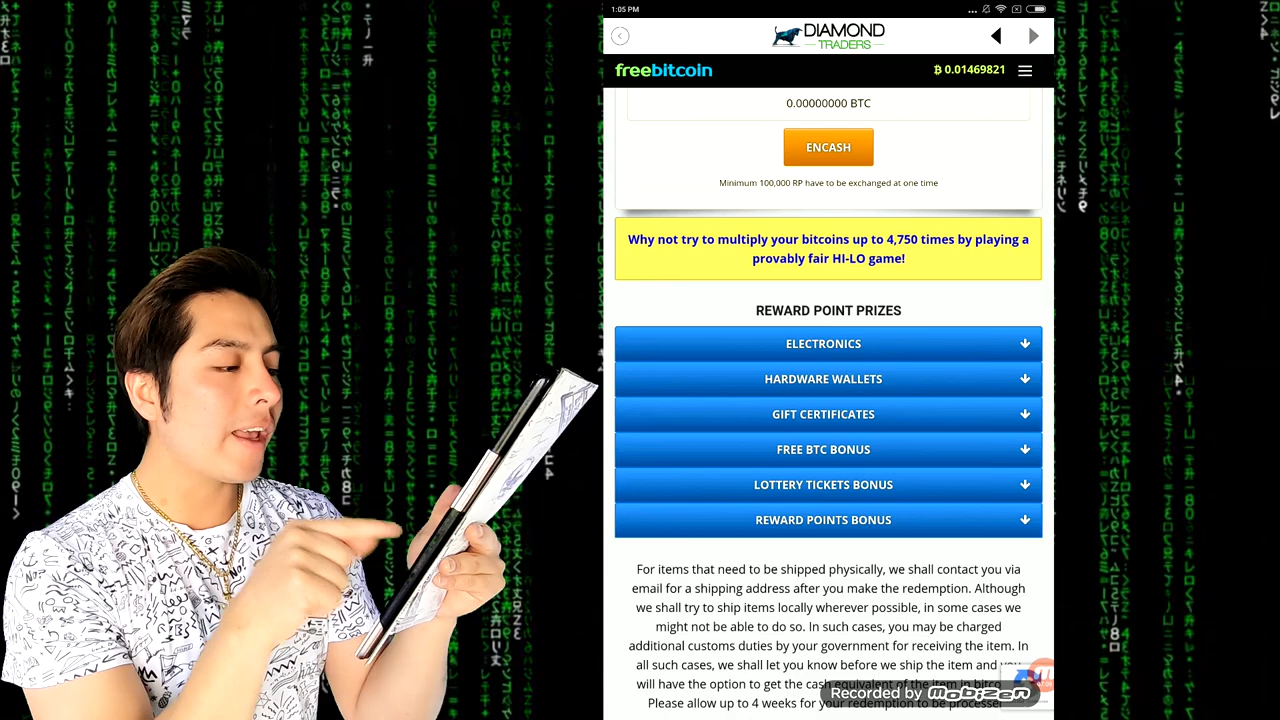 1:05 PM
DIAMOND
TRADERS
freebitcoin
₿ 0.01469821
0.00000000 BTC
ENCASH
Minimum 100,000 RP have to be exchanged at one time
Why not try to multiply your bitcoins up to 4,750 times by playing a
provably fair HI-LO game!
REWARD POINT PRIZES
ELECTRONICS
HARDWARE WALLETS
GIFT CERTIFICATES
FREE BTC BONUS
LOTTERY TICKETS BONUS
REWARD POINTS BONUS
For items that need to be shipped physically, we shall contact you via
email for a shipping address after you make the redemption. Although
we shall try to ship items locally wherever possible, in some cases we
might not be able to do so. In such cases, you may be charged
additional customs duties by your government for receiving the item. In
all such cases, we shall let you know before we ship the item and you
will have the option to get the cash equivalent of the item in
Please allow up to 4 weeks for your redemption to be
Recorded by Mobizen